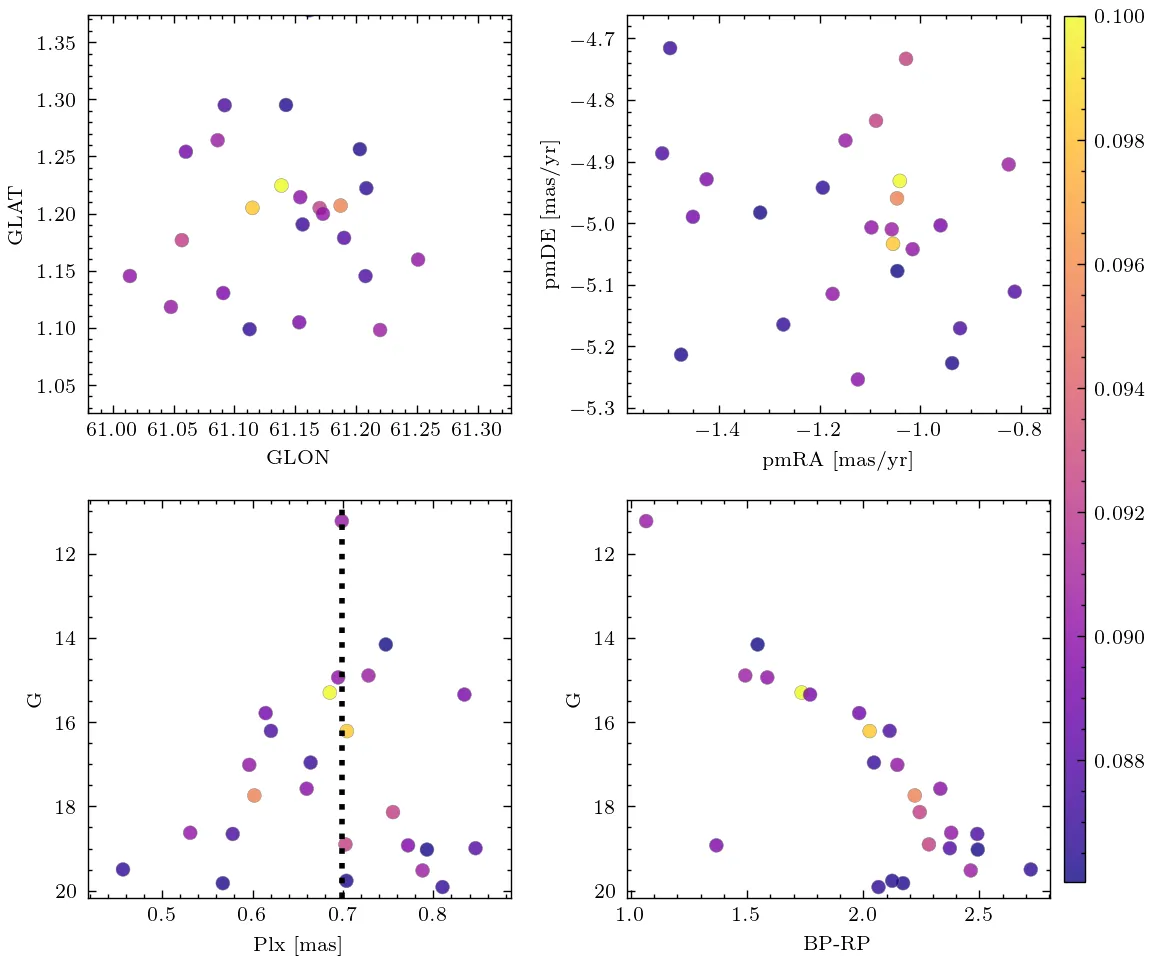 1.35
1.30
1.25
1.20
1.15
1.10
1.05
GLAT
61.00 61.05 61.10 61.15 61.20 61.25 61.30
GLON
−4.7
−4.8
−4.9
−5.0
−5.1
−5.2
−5.3
pmDE [mas/yr]
−1.4 −1.2 −1.0 −0.8
pmRA [mas/yr]
12
14
16
18
20
G
0.5 0.6 0.7 0.8
Plx [mas]
12
14
16
18
20
G
1.0 1.5 2.0 2.5
BP-RP
0.100
0.098
0.096
0.094
0.092
0.090
0.088